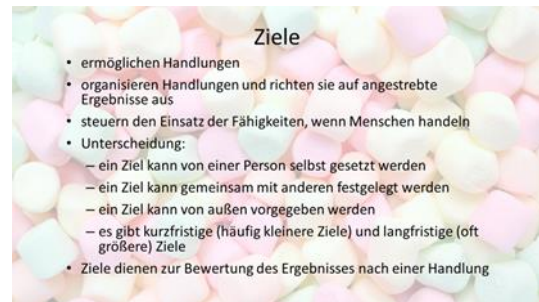 Ziele
• ermöglichen Handlungen
• organisieren Handlungen und richten sie auf angestrebte
Ergebnisse aus
• steuern den Einsatz der Fähigkeiten, wenn Menschen handeln
• Unterscheidung:
– ein Ziel kann von einer Person selbst gesetzt werden
– ein Ziel kann gemeinsam mit anderen festgelegt werden
– ein Ziel kann von außen vorgegeben werden
– es gibt kurzfristige (häufig kleinere Ziele) und langfristige (oft
größere) Ziele
• Ziele dienen zur Bewertung des Ergebnisses nach einer Handlung